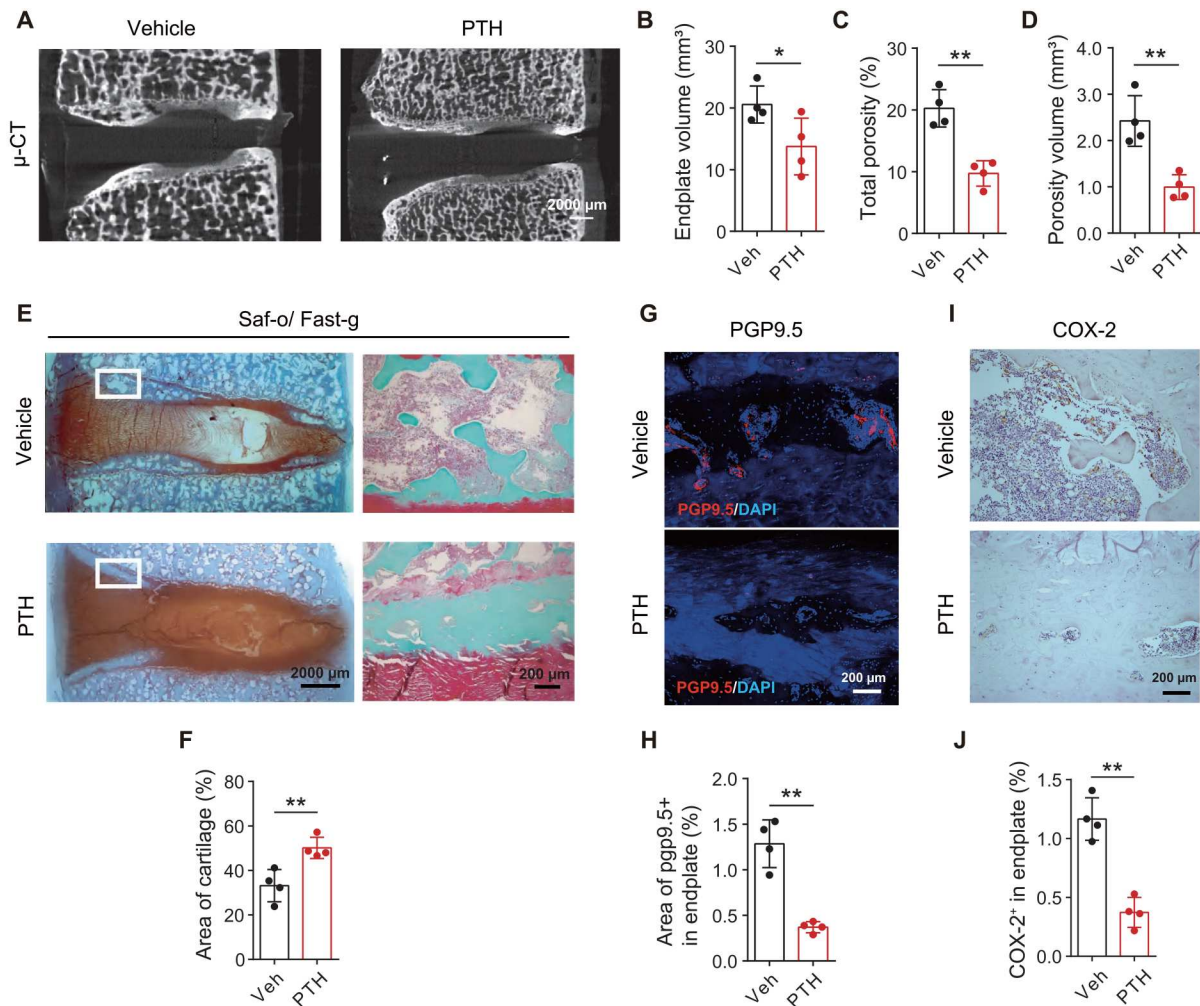 A
Vehicle
PTH
μ-CT
2000 μm
B
Endplate volume (mm³)
30
20
10
0
*
Veh
PTH
C
Total porosity (%)
30
20
10
0
**
Veh
PTH
D
Porosity volume (mm³)
4.0
3.0
2.0
1.0
0.0
**
Veh
PTH
E
Saf-o/ Fast-g
Vehicle
PTH
2000 μm
200 μm
G
PGP9.5
Vehicle
PGP9.5/DAPI
PTH
PGP9.5/DAPI
200 μm
I
COX-2
Vehicle
PTH
200 μm
F
Area of cartilage (%)
80
60
40
20
0
**
Veh
PTH
H
Area of pgp9.5+
in endplate (%)
2.0
1.5
1.0
0.5
0.0
**
Veh
PTH
J
COX-2⁺ in endplate (%)
1.5
1.0
0.5
0.0
**
Veh
PTH